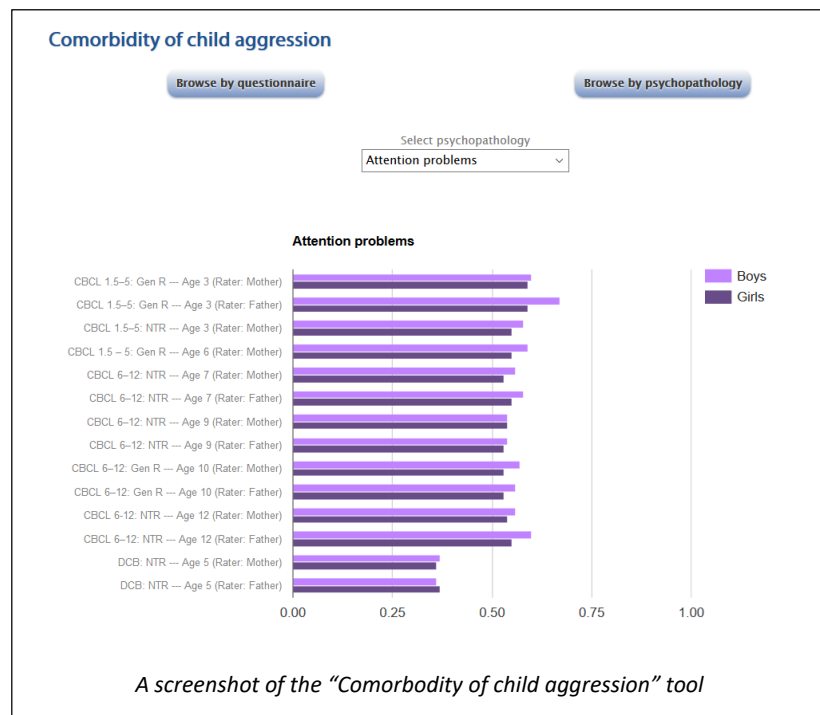 Comorbidity of child aggression
Browse by questionnaire
Browse by psychopathology
Select psychopathology
Attention problems
Attention problems
CBCL 1.5–5: Gen R --- Age 3 (Rater: Mother)
CBCL 1.5–5: Gen R --- Age 3 (Rater: Father)
CBCL 1.5–5: NTR --- Age 3 (Rater: Mother)
CBCL 1.5 – 5: Gen R --- Age 6 (Rater: Mother)
CBCL 6–12: NTR --- Age 7 (Rater: Mother)
CBCL 6–12: NTR --- Age 7 (Rater: Father)
CBCL 6–12: NTR --- Age 9 (Rater: Mother)
CBCL 6–12: NTR --- Age 9 (Rater: Father)
CBCL 6–12: Gen R --- Age 10 (Rater: Mother)
CBCL 6–12: Gen R --- Age 10 (Rater: Father)
CBCL 6-12: NTR --- Age 12 (Rater: Mother)
CBCL 6–12: NTR --- Age 12 (Rater: Father)
DCB: NTR --- Age 5 (Rater: Mother)
DCB: NTR --- Age 5 (Rater: Father)
0.00 0.25 0.50 0.75 1.00
Boys
Girls
A screenshot of the “Comorbodity of child aggression” tool